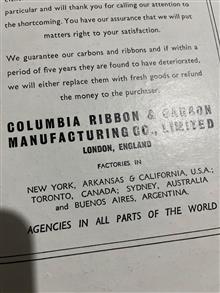 particular and will thank you for calling our attention to
the shortcoming. You have our assurance that we will put
matters right to your satisfaction.
We guarantee our carbons and ribbons and if within a
period of five years they are found to have deteriorated,
we will either replace them with fresh goods or refund
the money to the purchaser.
COLUMBIA RIBBON & CARBON
MANUFACTURING CO., LIMITED
LONDON, ENGLAND
FACTORIES IN
NEW YORK, ARKANSAS & CALIFORNIA, U.S.A.;
TORONTO, CANADA; SYDNEY, AUSTRALIA
and BUENOS AIRES, ARGENTINA.
AGENCIES IN ALL PARTS OF THE WORLD